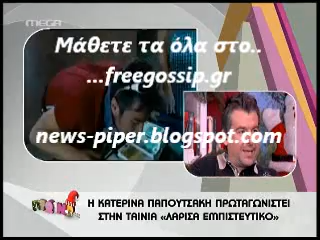 MEGA
Μάθετε τα όλα στο..
...freegossip.gr
news-piper.blogspot.com
Η ΚΑΤΕΡΙΝΑ ΠΑΠΟΥΤΣΑΚΗ ΠΡΩΤΑΓΩΝΙΣΤΕΙ
ΣΤΗΝ ΤΑΙΝΙΑ «ΛΑΡΙΣΑ ΕΜΠΙΣΤΕΥΤΙΚΟ»